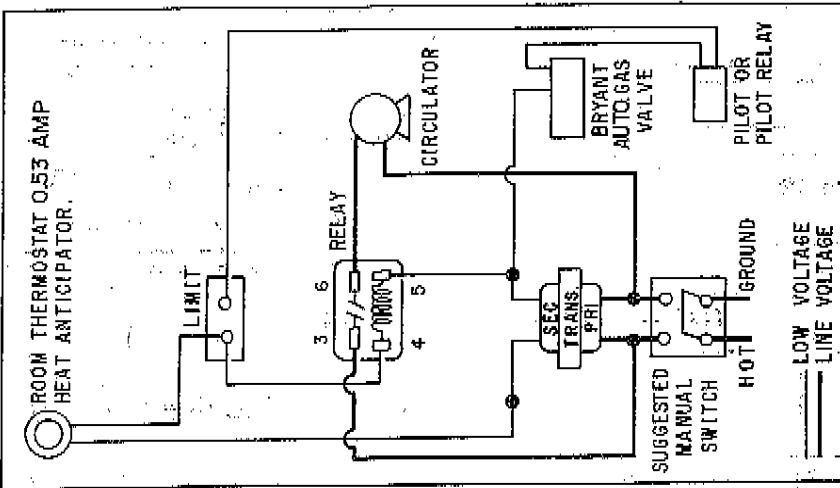 ROOM THERMOSTAT 0.53 AMP
HEAT ANTICIPATOR.
LIMIT
RELAY
3
6
4
5
CIRCULATOR
BRYANT
AUTO.GAS
VALVE
PILOT OR
PILOT RELAY
SEC
TRANS.
PRI
SUGGESTED
MANUAL
SWITCH
HOT
GROUND
LOW VOLTAGE
LINE VOLTAGE